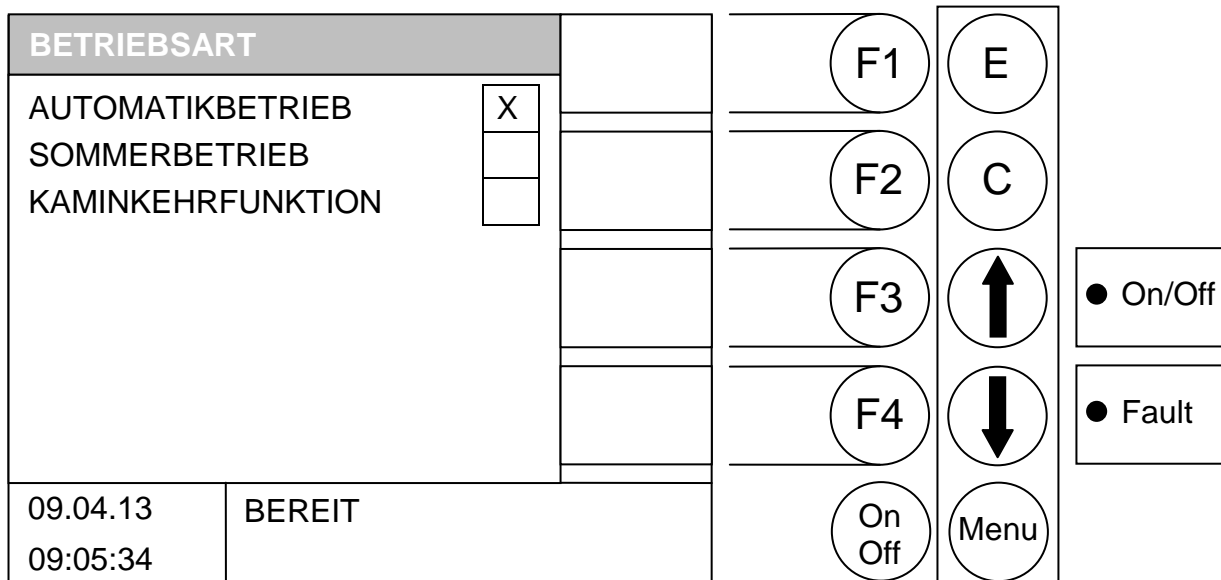 BETRIEBSART
AUTOMATIKBETRIEB X
SOMMERBETRIEB
KAMINKEHRFUNKTION
09.04.13
09:05:34
BEREIT
F1
E
F2
C
F3
On/Off
F4
Fault
On
Off
Menu